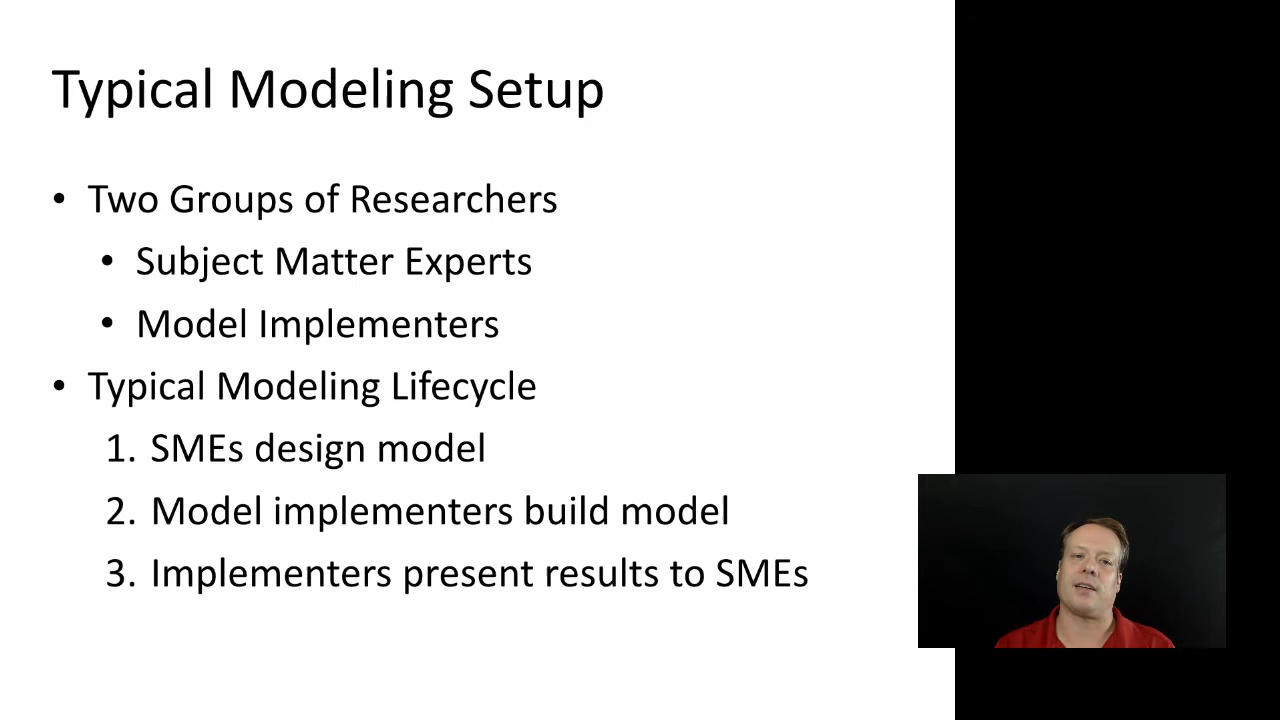 Typical Modeling Setup
• Two Groups of Researchers
• Subject Matter Experts
• Model Implementers
• Typical Modeling Lifecycle
1. SMEs design model
2. Model implementers build model
3. Implementers present results to SMEs